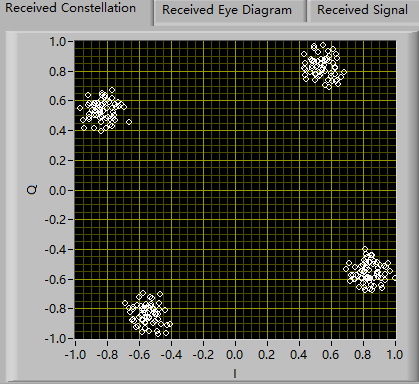 Received Constellation Received Eye Diagram Received Signal
1.0
0.8
0.6
0.4
0.2
Q
0.0
-0.2
-0.4
-0.6
-0.8
-1.0
-1.0 -0.8 -0.6 -0.4 -0.2 0.0 0.2 0.4 0.6 0.8 1.0
I